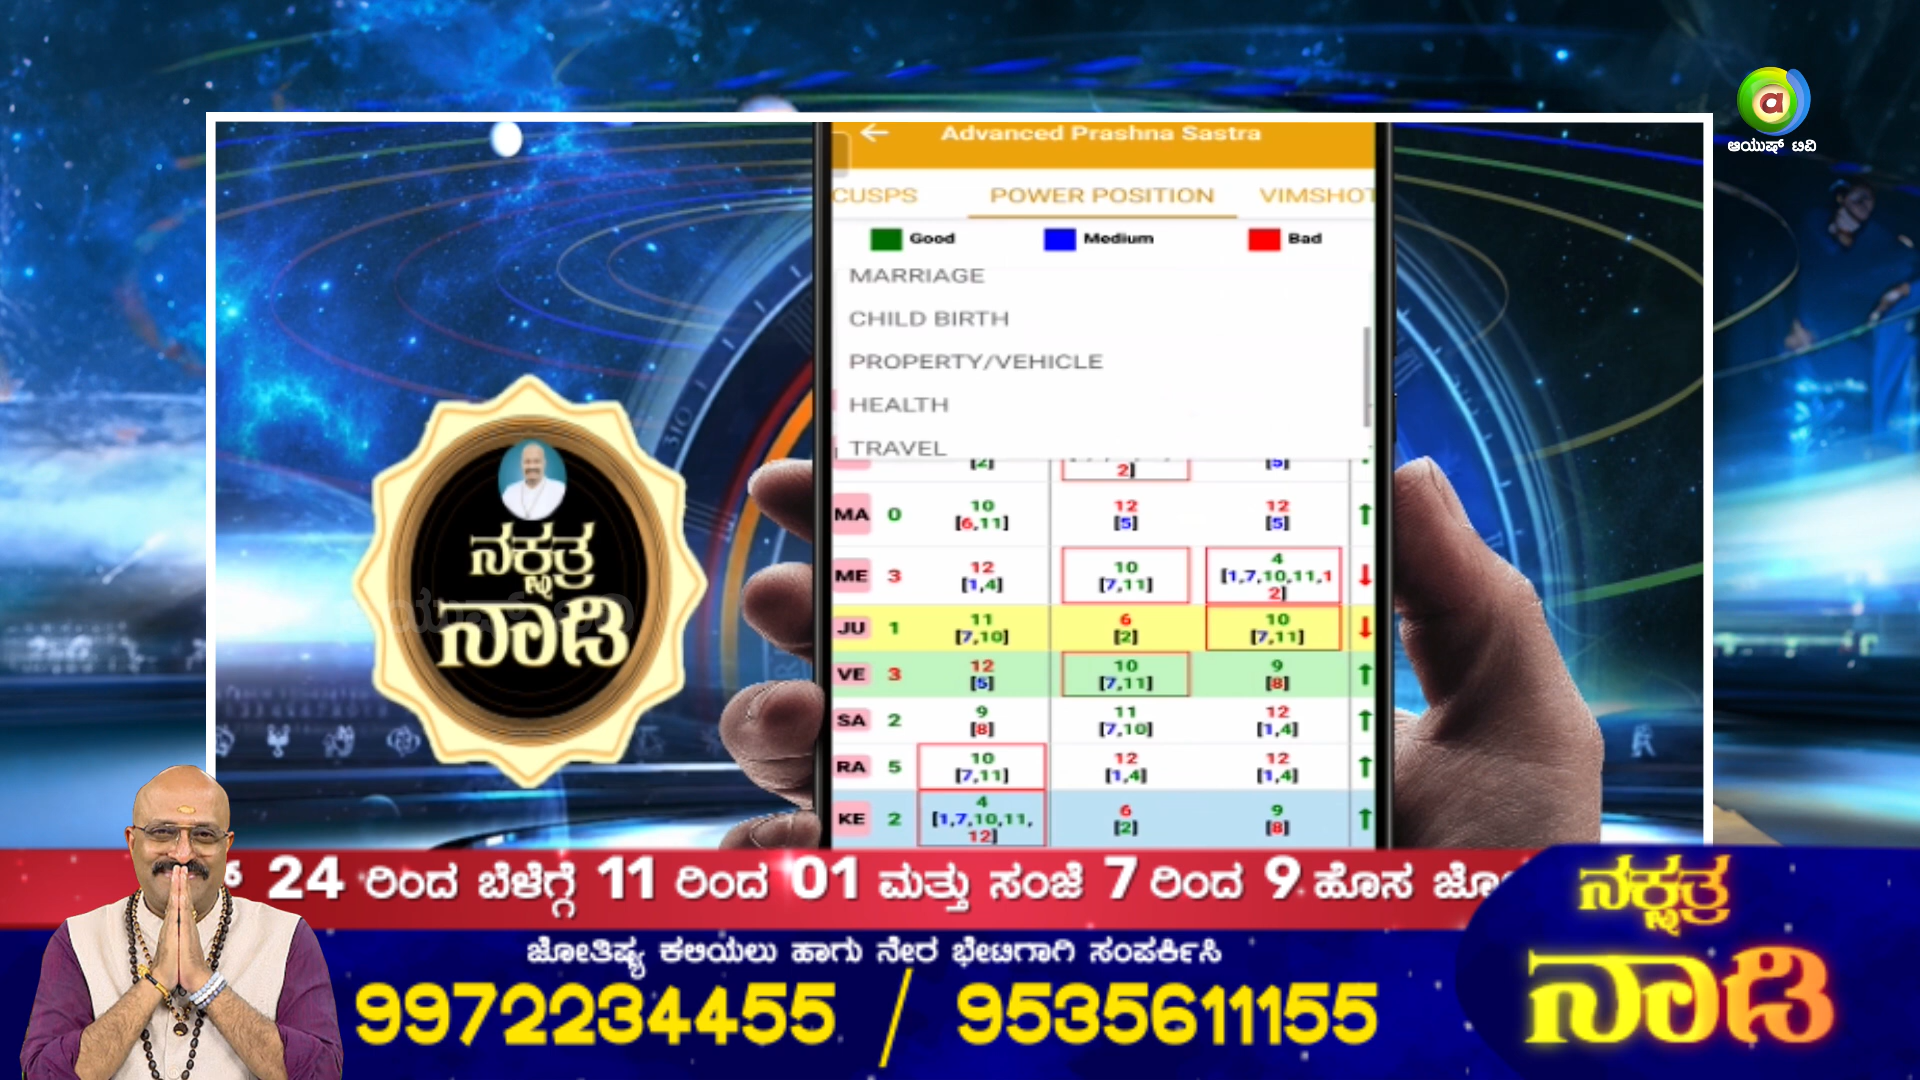 ಆಯುಷ್ ಟಿವಿ
Advanced Prashna Sastra
CUSPS POWER POSITION VIMSHOT
Good Medium Bad
MARRIAGE
CHILD BIRTH
PROPERTY/VEHICLE
HEALTH
TRAVEL
[2] 2] [5]
MA 0 10 [6,11] 12 [5] 12 [5] ↑
ME 3 12 [1,4] 10 [7,11] 4 [1,7,10,11,12] ↓
JU 1 11 [7,10] 6 [2] 10 [7,11] ↓
VE 3 12 [5] 10 [7,11] 9 [8] ↑
SA 2 9 [8] 11 [7,10] 12 [1,4] ↑
RA 5 10 [7,11] 12 [1,4] 12 [1,4] ↑
KE 2 4 [1,7,10,11,12] 6 [2] 9 [8] ↑
310
ನಕ್ಷತ್ರ
ನಾಡಿ
24 ರಿಂದ ಬೆಳೆಗ್ಗೆ 11 ರಿಂದ 01 ಮತ್ತು ಸಂಜೆ 7 ರಿಂದ 9 ಹೊಸ
ಜೋತಿಷ್ಯ ಕಲಿಯಲು ಹಾಗು ನೇರ ಭೇಟಿಗಾಗಿ ಸಂಪರ್ಕಿಸಿ
9972234455 / 9535611155
ನಕ್ಷತ್ರ
ನಾಡಿ